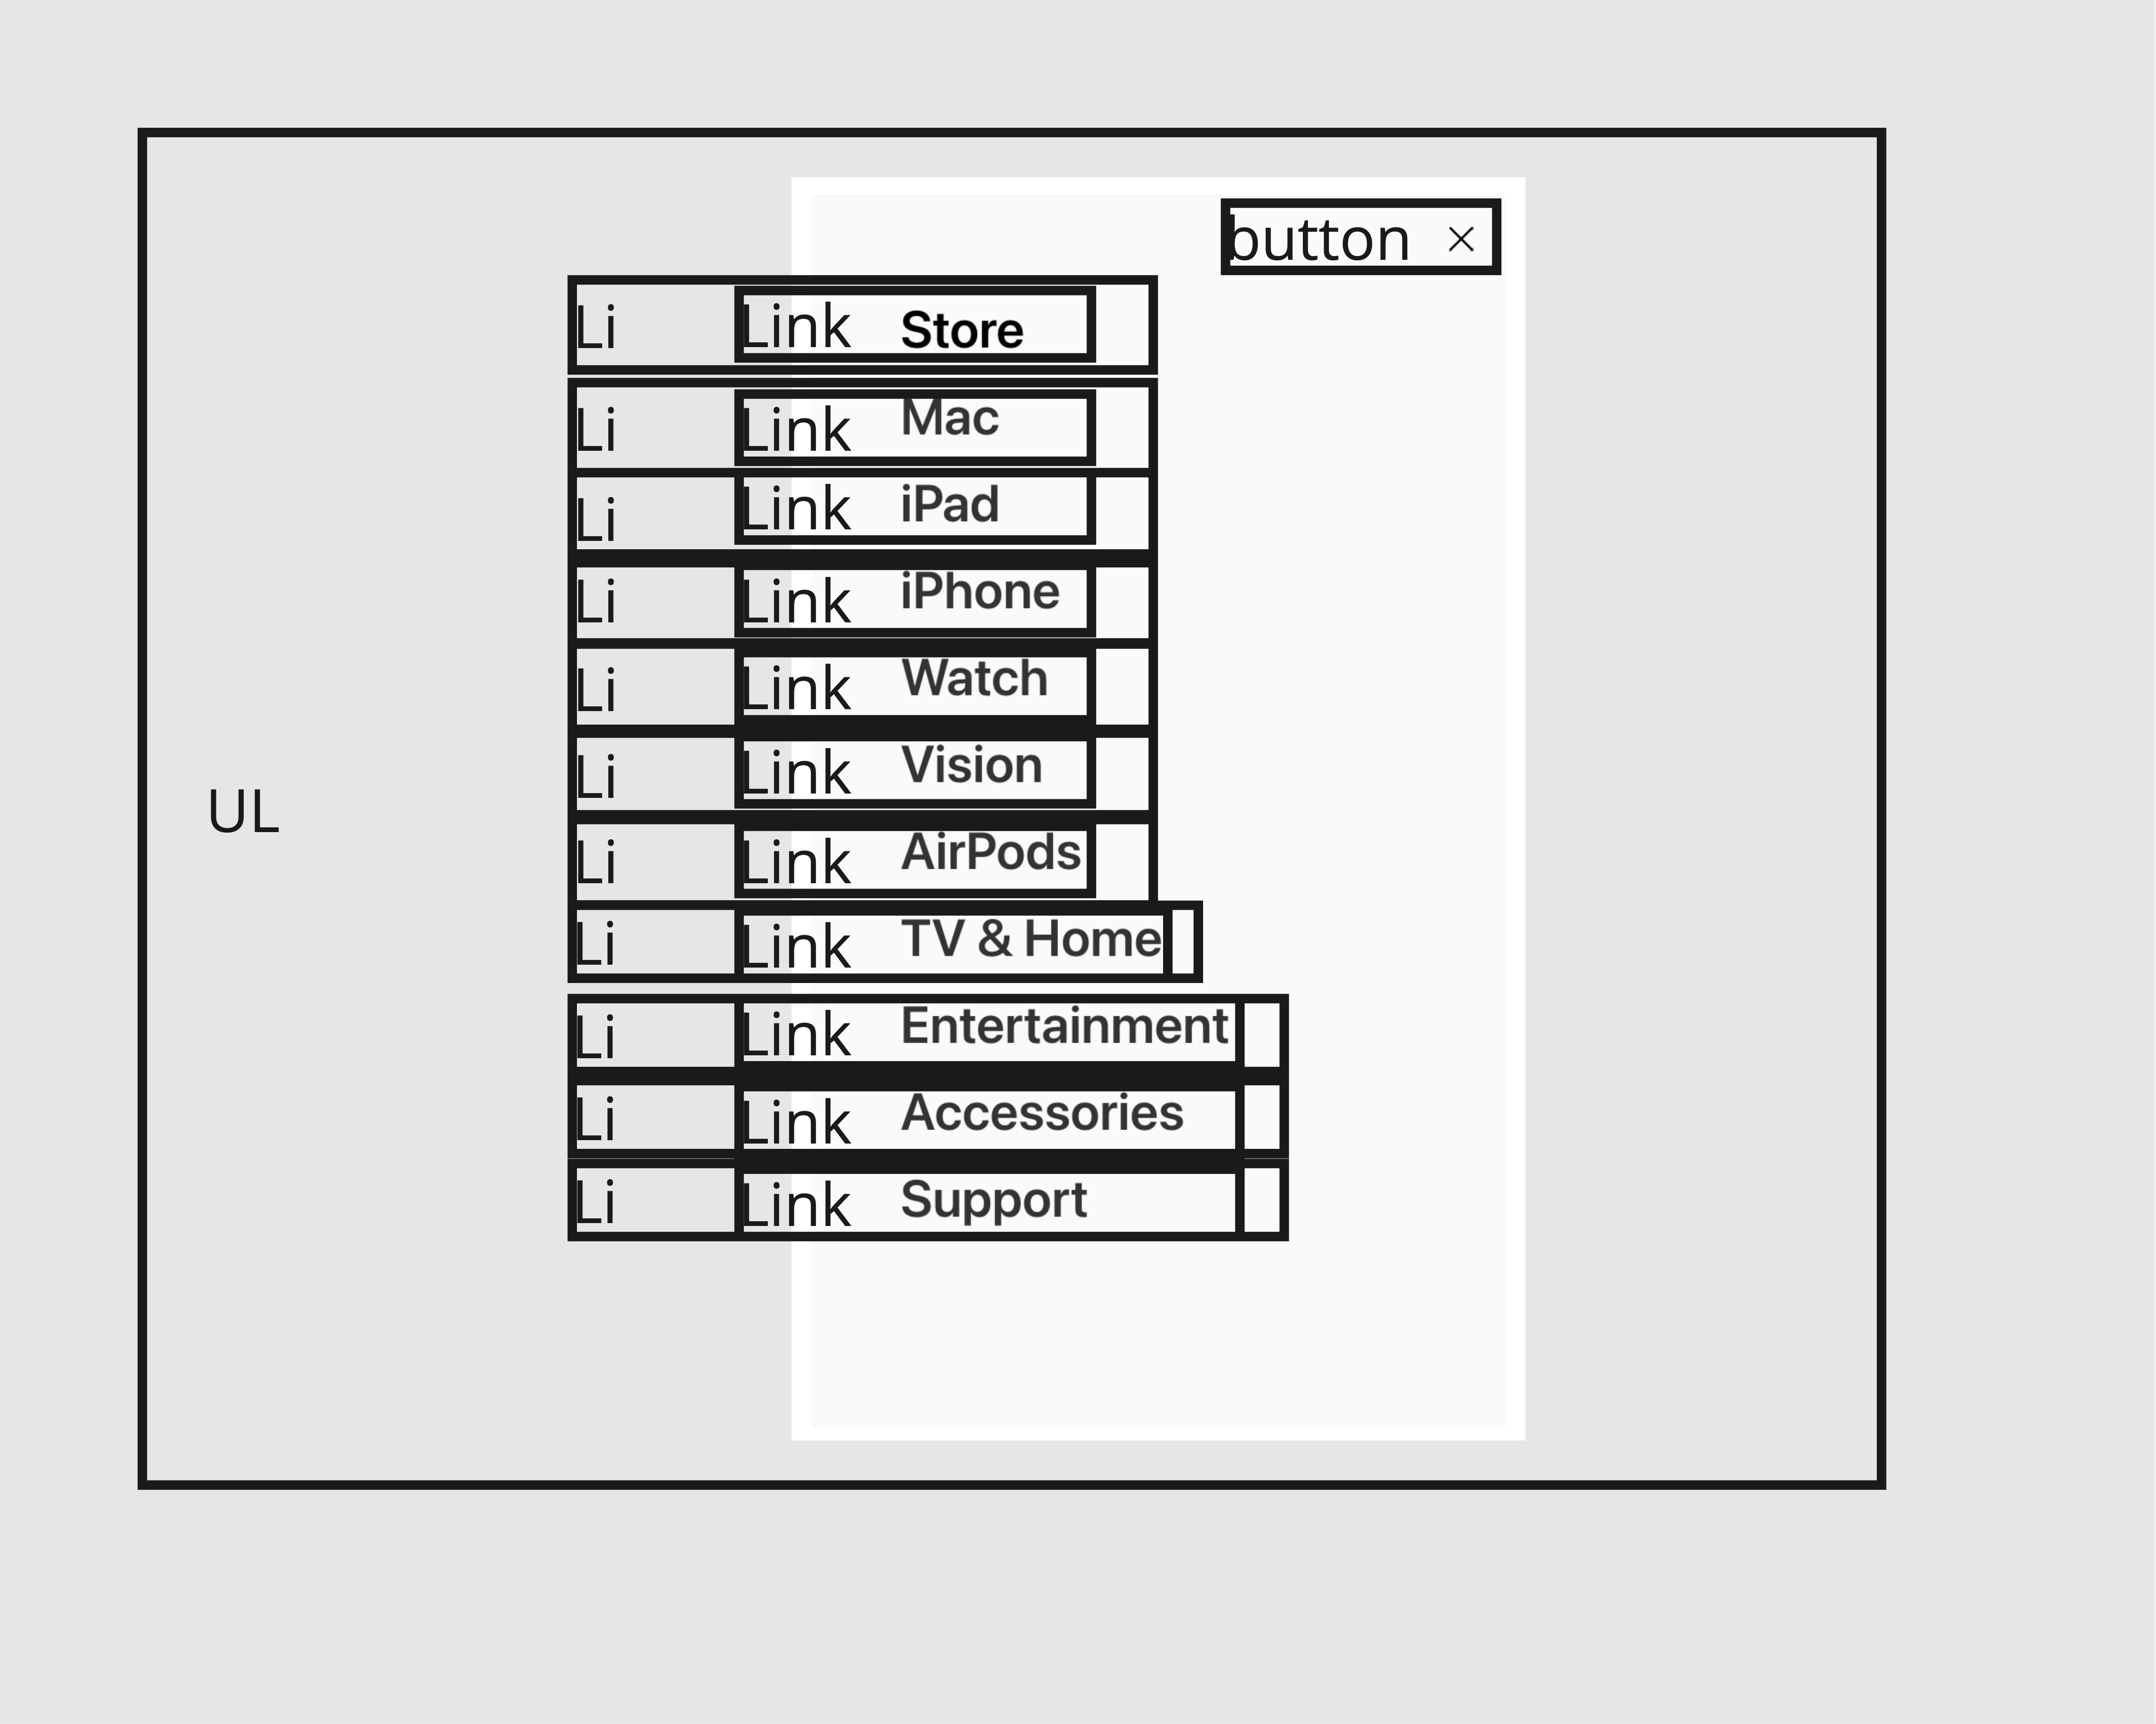 button ×
Li Link Store
Li Link Mac
Li Link iPad
Li Link iPhone
Li Link Watch
Li Link Vision
UL
Li Link AirPods
Li Link TV & Home
Li Link Entertainment
Li Link Accessories
Li Link Support